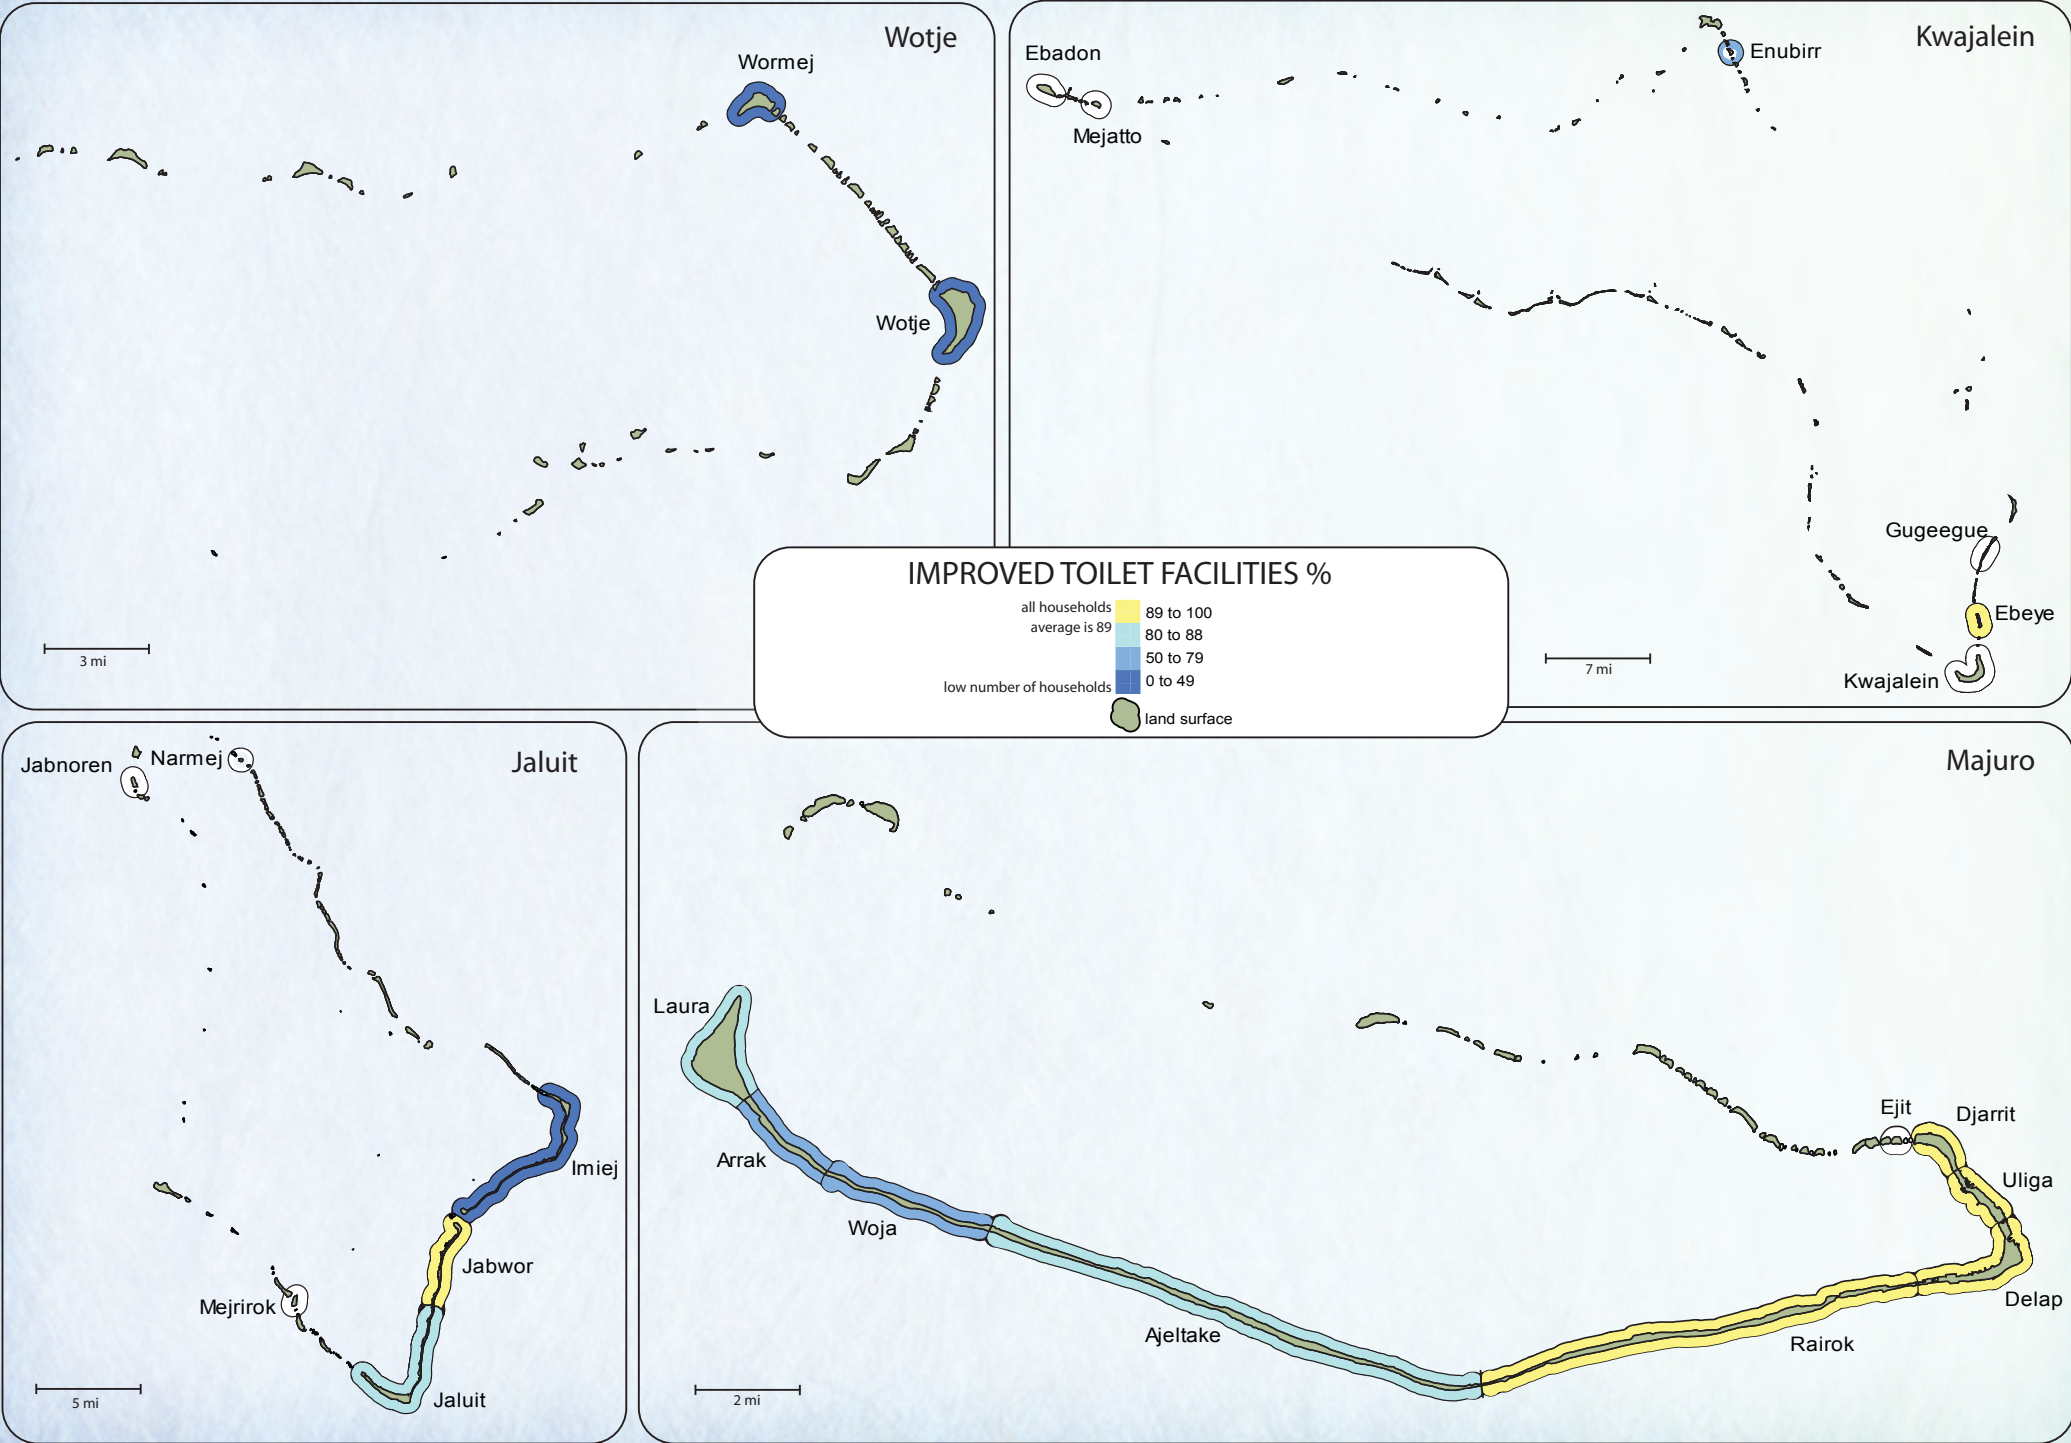 Wotje
Wormej
Wotje
3 mi
Kwajalein
Ebadon
Enubirr
Mejatto
Gugeegue
Ebeye
Kwajalein
7 mi
IMPROVED TOILET FACILITIES %
all households
average is 89
89 to 100
80 to 88
50 to 79
low number of households
0 to 49
land surface
Jaluit
Jabnoren
Narmej
Imiej
Jabwor
Mejrirok
Jaluit
5 mi
Majuro
Laura
Arrak
Woja
Ajeltake
Rairok
Ejit
Djarrit
Uliga
Delap
2 mi